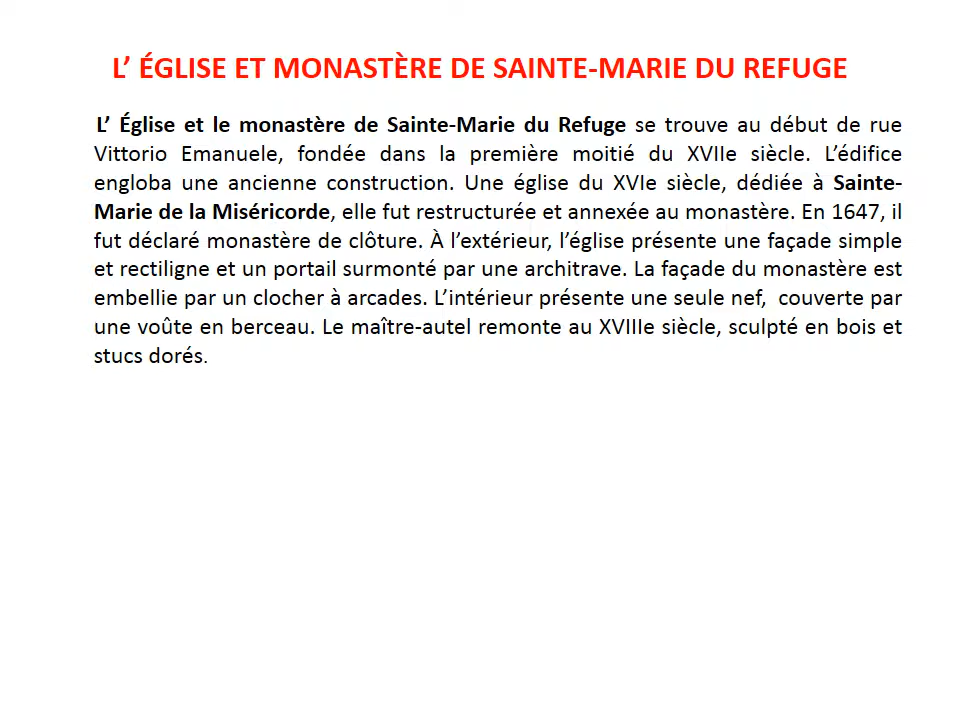 L’ ÉGLISE ET MONASTÈRE DE SAINTE-MARIE DU REFUGE
L’ Église et le monastère de Sainte-Marie du Refuge se trouve au début de rue
Vittorio Emanuele, fondée dans la première moitié du XVIIe siècle. L’édifice
engloba une ancienne construction. Une église du XVIe siècle, dédiée à Sainte-
Marie de la Miséricorde, elle fut restructurée et annexée au monastère. En 1647, il
fut déclaré monastère de clôture. À l’extérieur, l’église présente une façade simple
et rectiligne et un portail surmonté par une architrave. La façade du monastère est
embellie par un clocher à arcades. L’intérieur présente une seule nef,  couverte par
une voûte en berceau. Le maître-autel remonte au XVIIIe siècle, sculpté en bois et
stucs dorés.